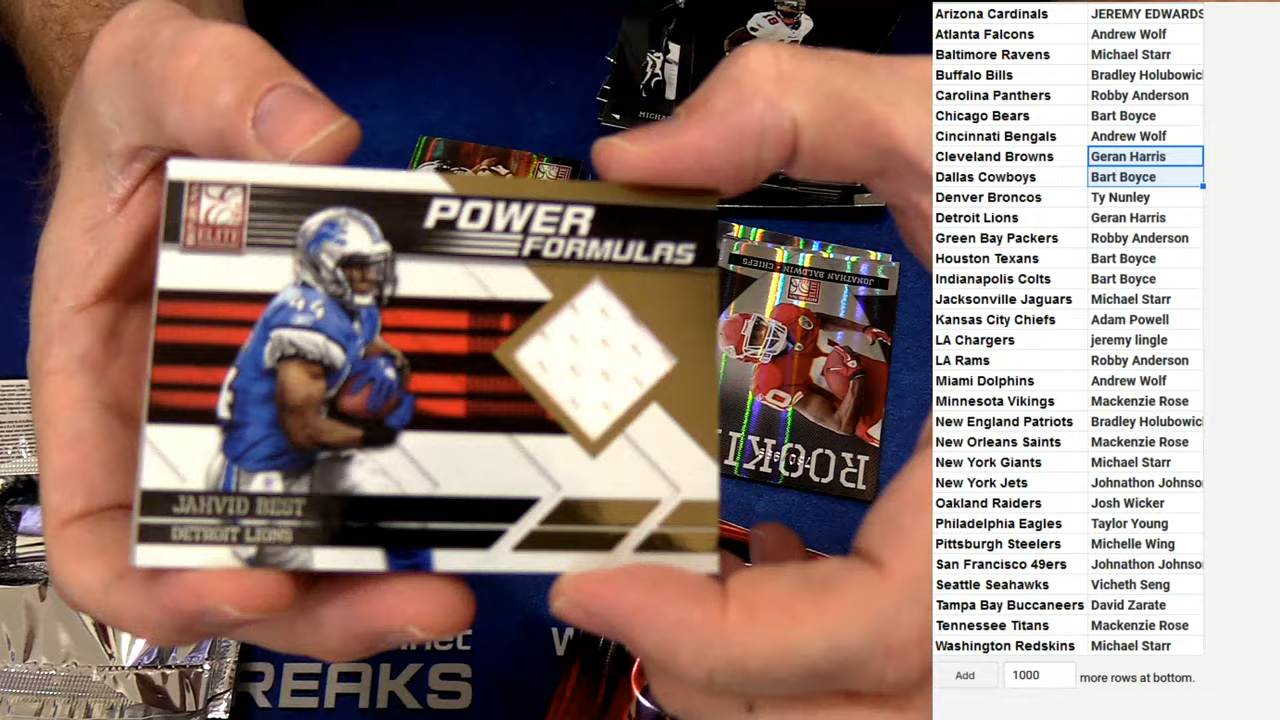 POWER
FORMULAS
ELITE
44
JAHVID BEST
DETROIT LIONS
MICHA
JONATHAN BALDWIN • CHIEFS
ROOKI
REAKS
Arizona Cardinals JEREMY EDWARDS
Atlanta Falcons Andrew Wolf
Baltimore Ravens Michael Starr
Buffalo Bills Bradley Holubowic
Carolina Panthers Robby Anderson
Chicago Bears Bart Boyce
Cincinnati Bengals Andrew Wolf
Cleveland Browns Geran Harris
Dallas Cowboys Bart Boyce
Denver Broncos Ty Nunley
Detroit Lions Geran Harris
Green Bay Packers Robby Anderson
Houston Texans Bart Boyce
Indianapolis Colts Bart Boyce
Jacksonville Jaguars Michael Starr
Kansas City Chiefs Adam Powell
LA Chargers jeremy lingle
LA Rams Robby Anderson
Miami Dolphins Andrew Wolf
Minnesota Vikings Mackenzie Rose
New England Patriots Bradley Holubowic
New Orleans Saints Mackenzie Rose
New York Giants Michael Starr
New York Jets Johnathon Johnso
Oakland Raiders Josh Wicker
Philadelphia Eagles Taylor Young
Pittsburgh Steelers Michelle Wing
San Francisco 49ers Johnathon Johnso
Seattle Seahawks Vicheth Seng
Tampa Bay Buccaneers David Zarate
Tennessee Titans Mackenzie Rose
Washington Redskins Michael Starr
Add 1000 more rows at bottom.